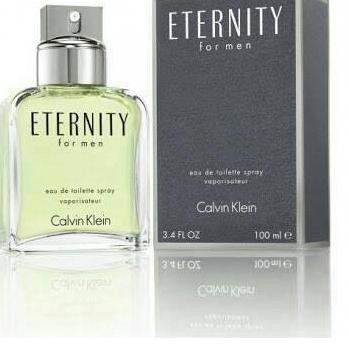 ETERNITY
for men
eau de toilette spray
vaporisateur
Calvin Klein
ETERNITY
for men
eau de toilette spray
vaporisateur
Calvin Klein
3.4 FL OZ 100 ml ℮